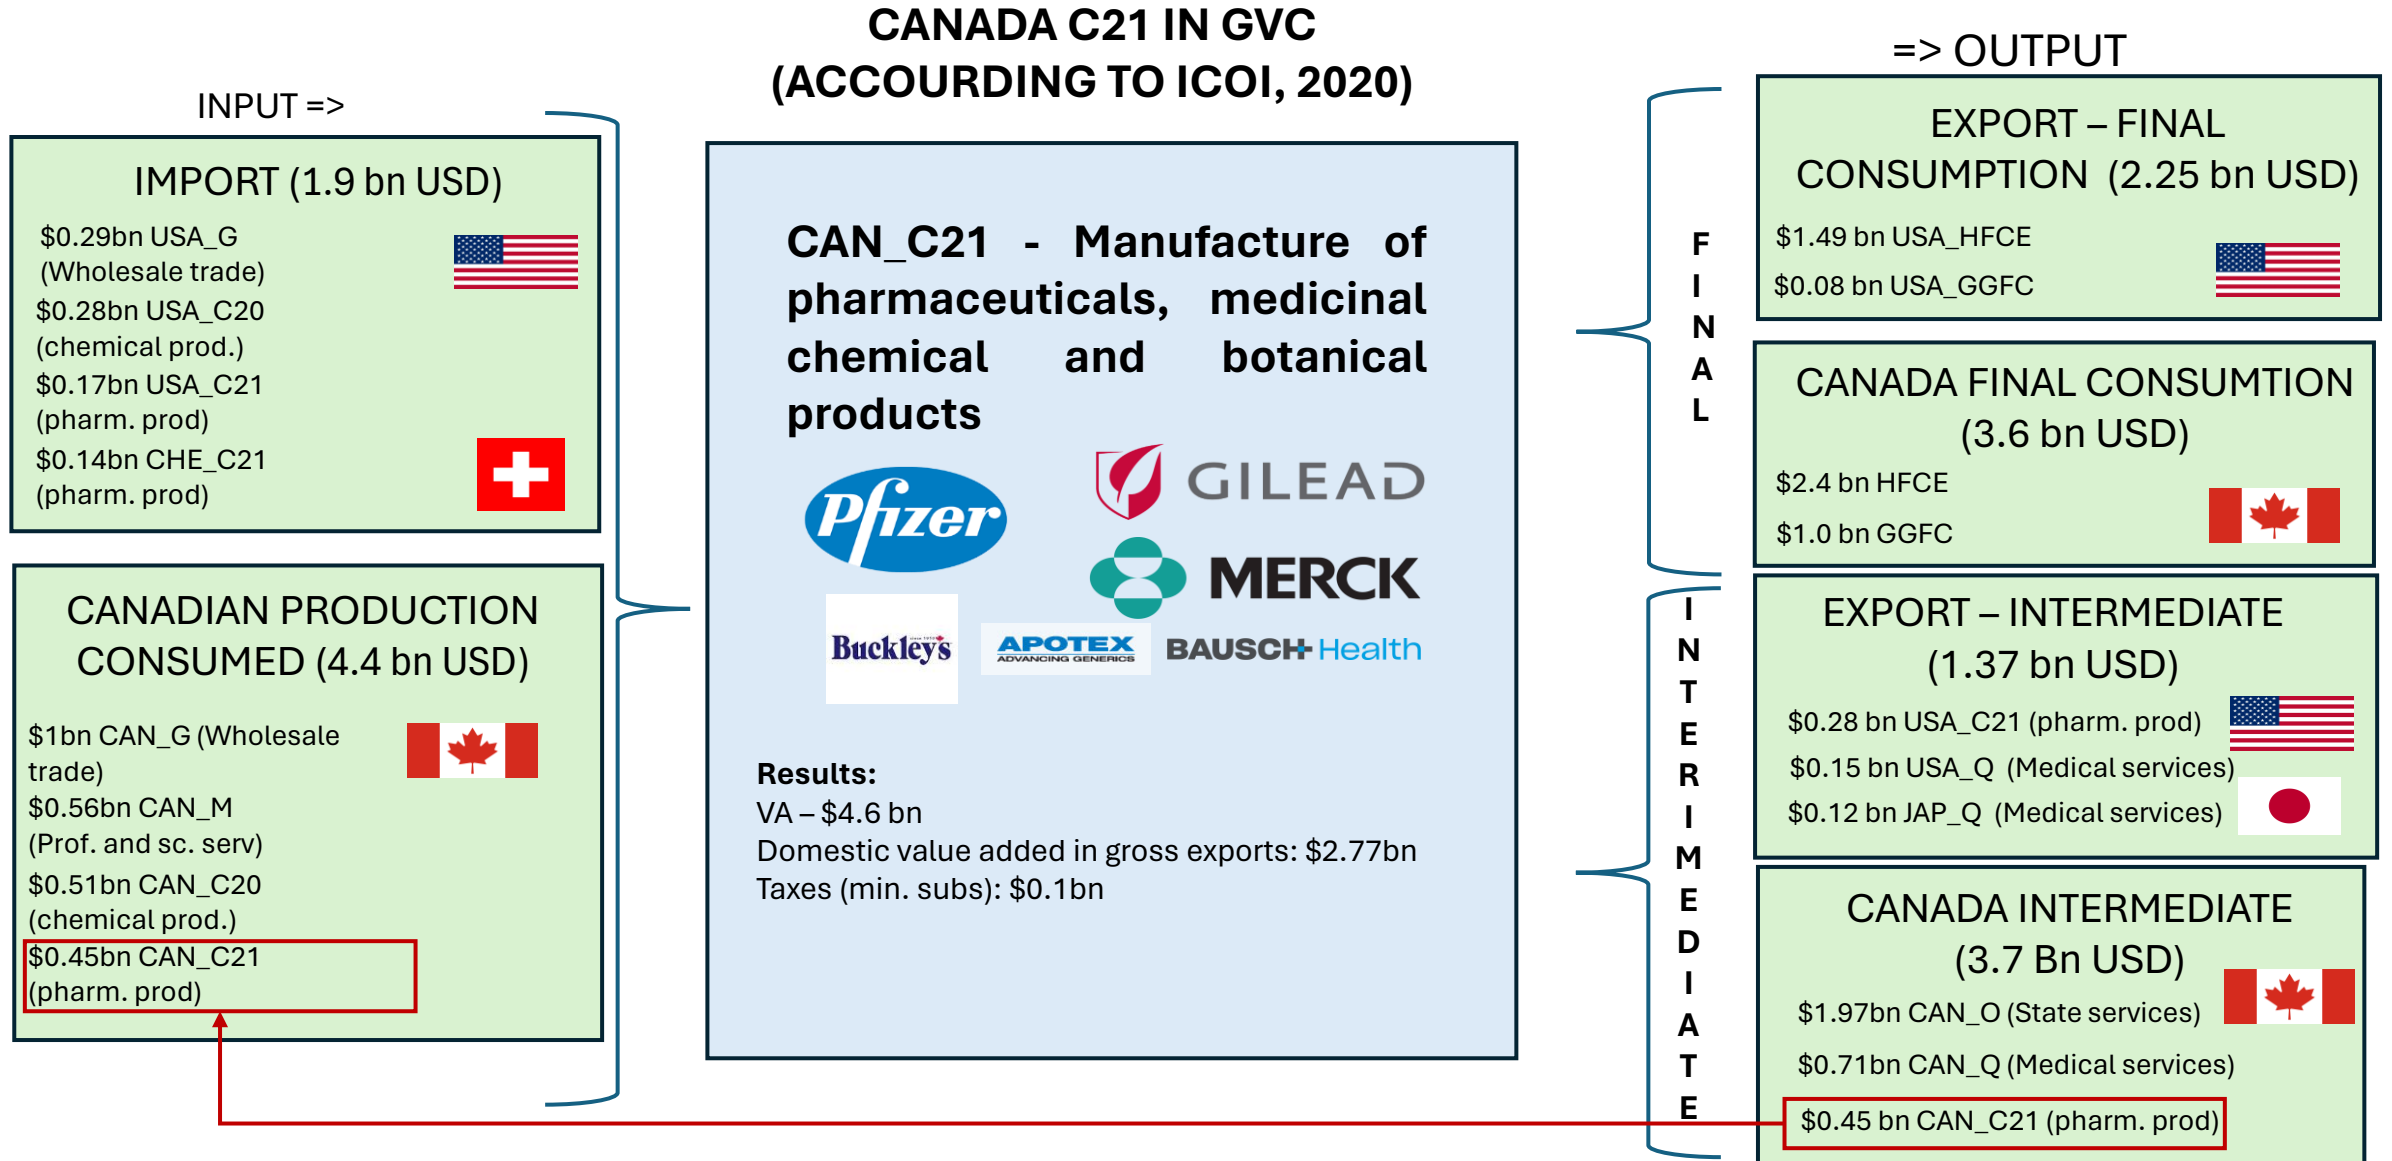 CANADA C21 IN GVC
(ACCOURDING TO ICOI, 2020)
INPUT =>
IMPORT (1.9 bn USD)
$0.29bn USA_G
(Wholesale trade)
$0.28bn USA_C20
(chemical prod.)
$0.17bn USA_C21
(pharm. prod)
$0.14bn CHE_C21
(pharm. prod)
CANADIAN PRODUCTION
CONSUMED (4.4 bn USD)
$1bn CAN_G (Wholesale
trade)
$0.56bn CAN_M
(Prof. and sc. serv)
$0.51bn CAN_C20
(chemical prod.)
$0.45bn CAN_C21
(pharm. prod)
CAN_C21 - Manufacture of
pharmaceuticals, medicinal
chemical and botanical
products
Pfizer
GILEAD
MERCK
Buckley's
APOTEX
ADVANCING GENERICS
BAUSCH+Health
Results:
VA – $4.6 bn
Domestic value added in gross exports: $2.77bn
Taxes (min. subs): $0.1bn
=> OUTPUT
FINAL
EXPORT – FINAL
CONSUMPTION (2.25 bn USD)
$1.49 bn USA_HFCE
$0.08 bn USA_GGFC
CANADA FINAL CONSUMTION
(3.6 bn USD)
$2.4 bn HFCE
$1.0 bn GGFC
INTERIMEDIATE
EXPORT – INTERMEDIATE
(1.37 bn USD)
$0.28 bn USA_C21 (pharm. prod)
$0.15 bn USA_Q (Medical services)
$0.12 bn JAP_Q (Medical services)
CANADA INTERMEDIATE
(3.7 Bn USD)
$1.97bn CAN_O (State services)
$0.71bn CAN_Q (Medical services)
$0.45 bn CAN_C21 (pharm. prod)